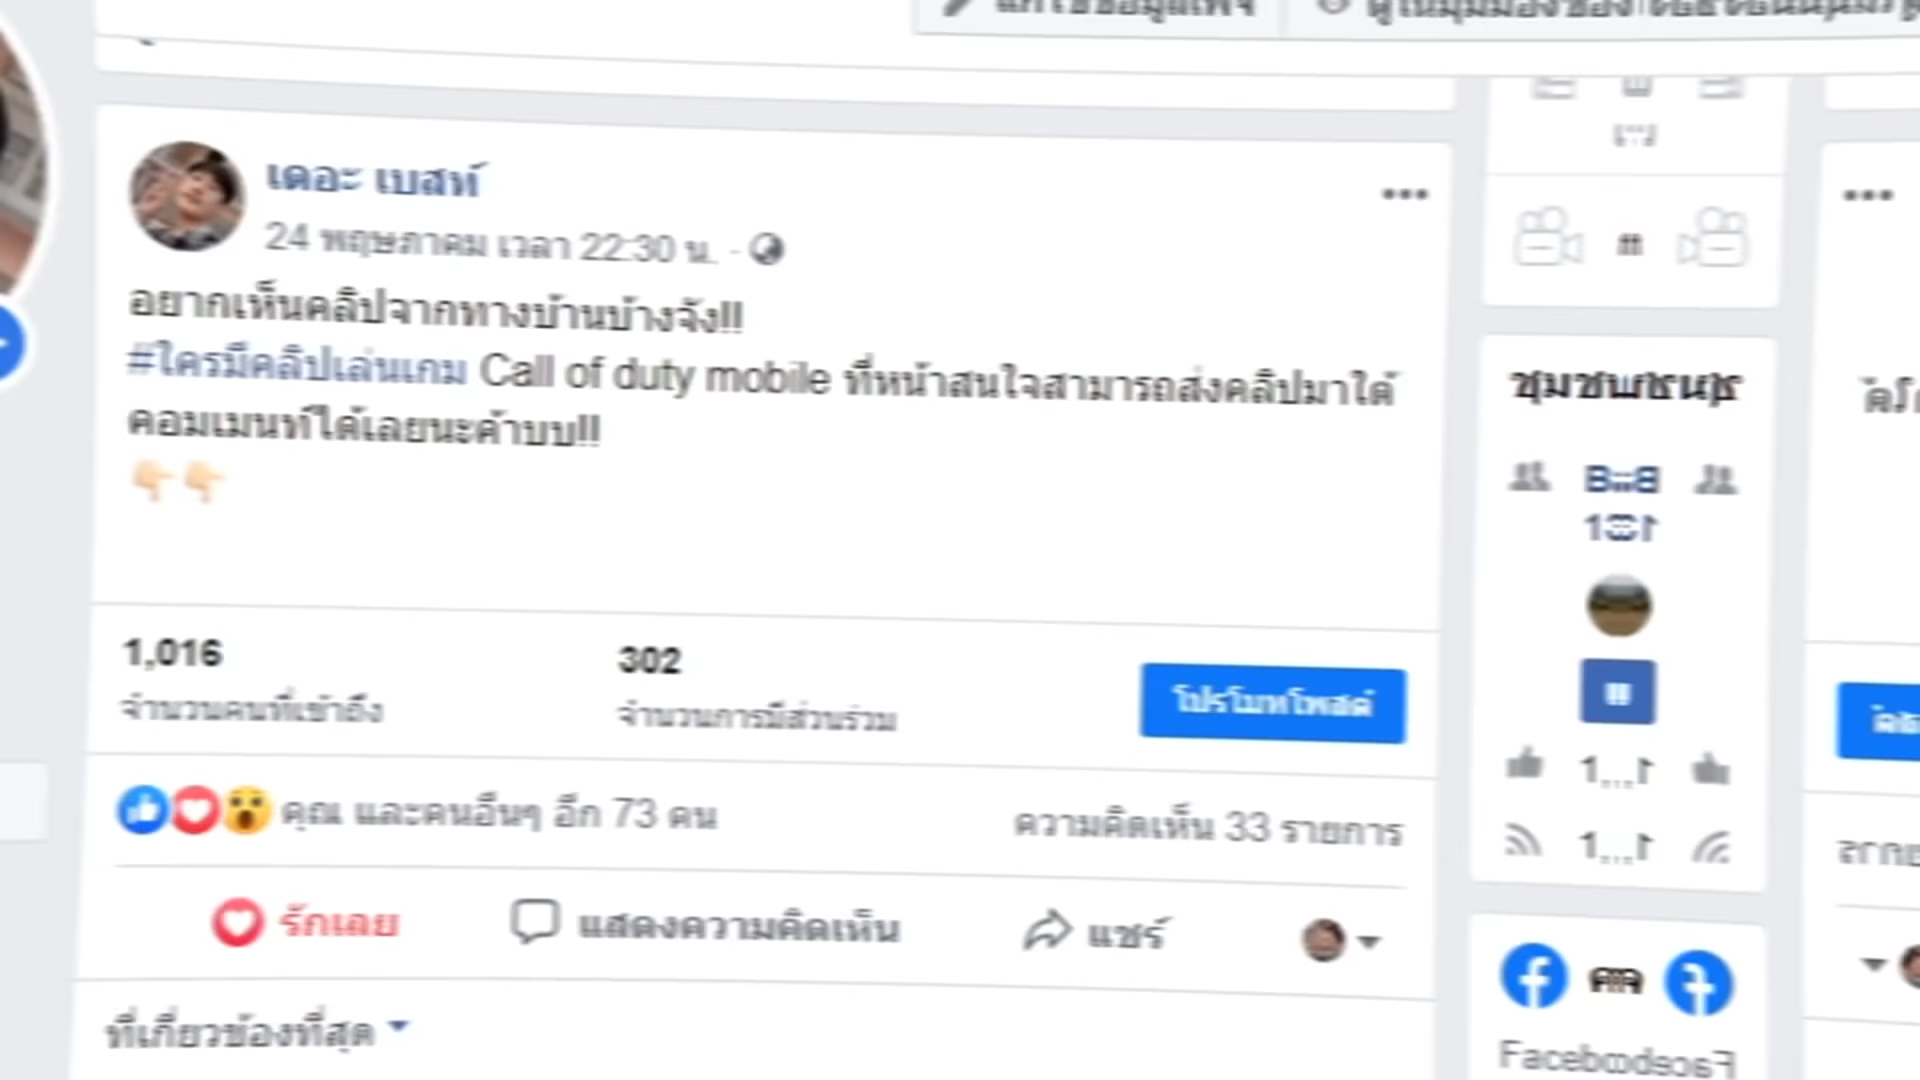 แก้ไขข้อมูลเพจ
เดอะ เบสท์
24 พฤษภาคม เวลา 22:30 น.
อยากเห็นคลิปจากทางบ้านบ้างจัง!!
#ใครมีคลิปเล่นเกม Call of duty mobile ที่หน้าสนใจสามารถส่งคลิปมาใต้
คอมเมนท์ได้เลยนะค้าบบ!!
1,016
302
จำนวนคนที่เข้าถึง
จำนวนการมีส่วนร่วม
โปรโมทโพสต์
คุณ และคนอื่นๆ อีก 73 คน
ความคิดเห็น 33 รายการ
รักเลย
แสดงความคิดเห็น
แชร์
ที่เกี่ยวข้องที่สุด